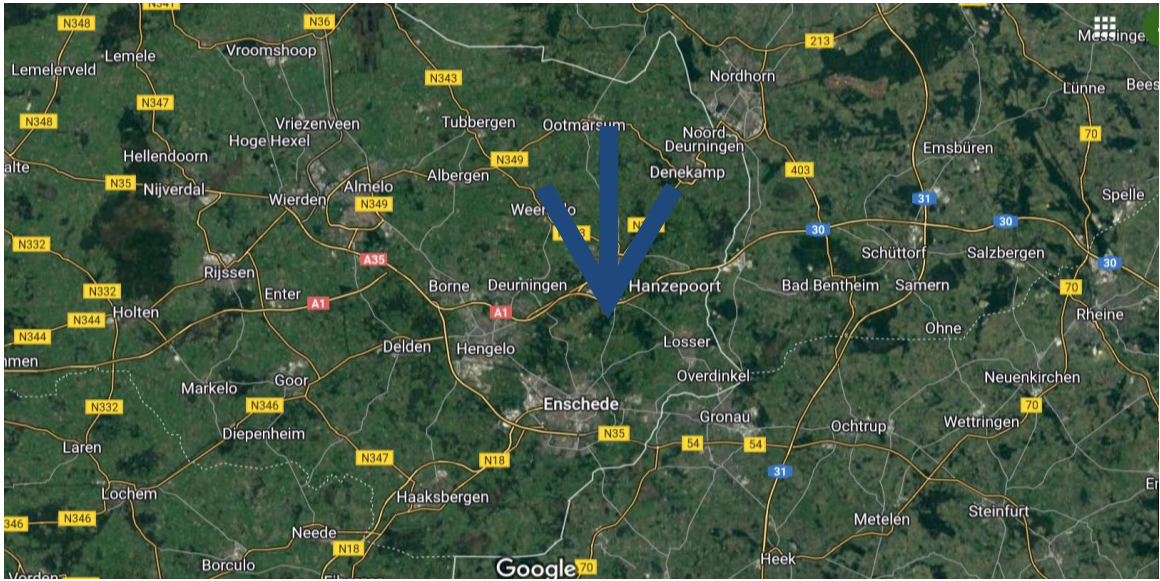 N341
N348
N36
213
Messinge
Lemele
Vroomshoop
Lemelerveld
N343
Nordhorn
Lünne
Bees
N347
N348
Vriezenveen
Tubbergen
Ootmarsum
Noord
Deurningen
70
Hoge Hexel
Emsbüren
Hellendoorn
N349
alte
Albergen
Denekamp
403
N35
Nijverdal
Almelo
Wierden
N349
31
Spelle
30
30
N332
A35
Schüttorf
Salzbergen
30
Rijssen
N332
Enter
A1
Borne
Deurningen
Hanzepoort
Bad Bentheim
Samern
70
N344
Holten
A1
Rheine
N344
Ohne
Delden
Hengelo
Losser
Overdinkel
Neuenkirchen
Markelo
Goor
N332
N346
Enschede
Gronau
70
Diepenheim
N35
Ochtrup
Wettringen
Laren
54
54
N347
N18
31
Lochem
Haaksbergen
346
N346
Steinfurt
Metelen
Neede
N18
Borculo
Google
70
Heek